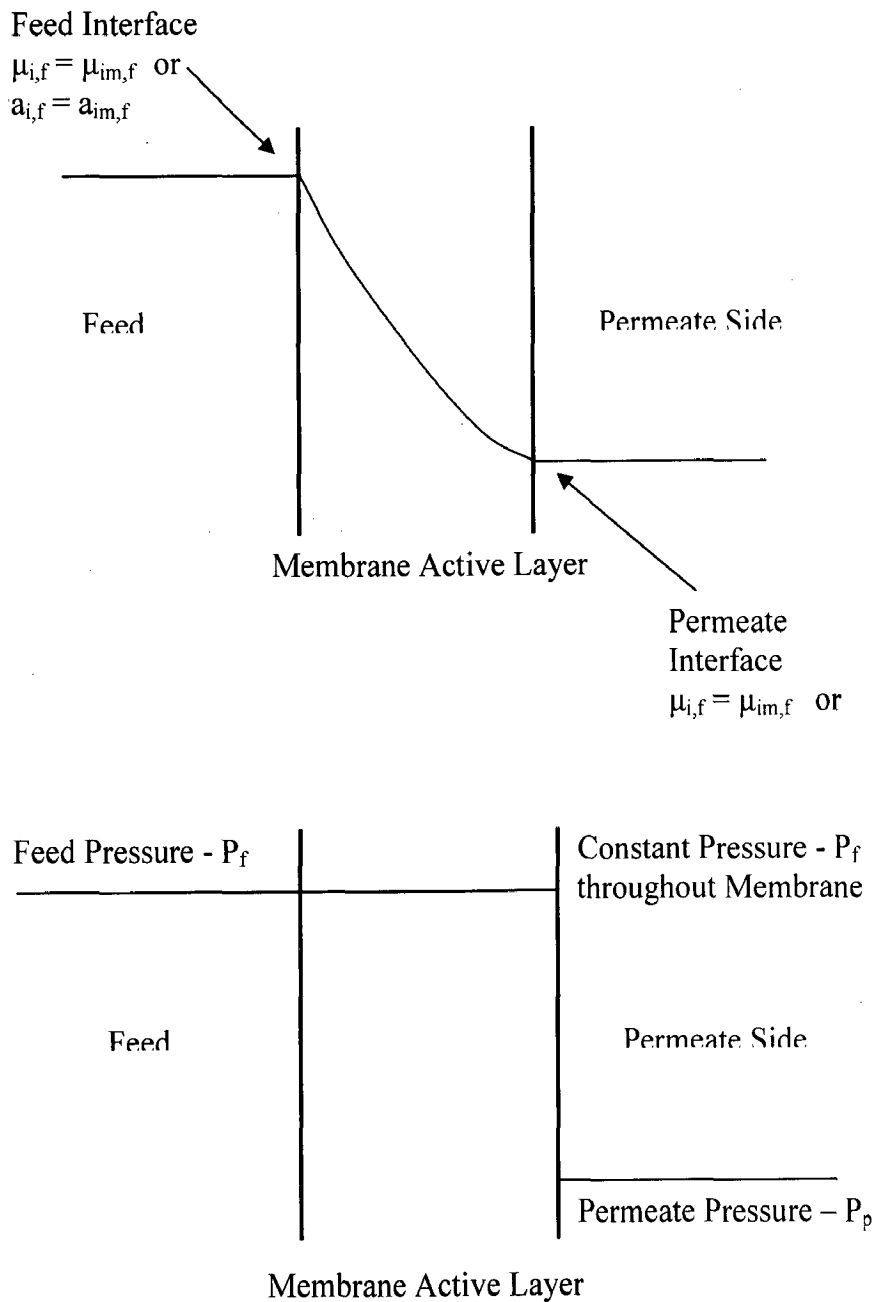 Feed Interface
μi,f = μim,f or
ai,f = aim,f
Feed
Permeate Side
Membrane Active Layer
Permeate
Interface
μi,f = μim,f or
Feed Pressure - Pf
Constant Pressure - Pf
throughout Membrane
Feed
Permeate Side
Permeate Pressure – Pp
Membrane Active Layer